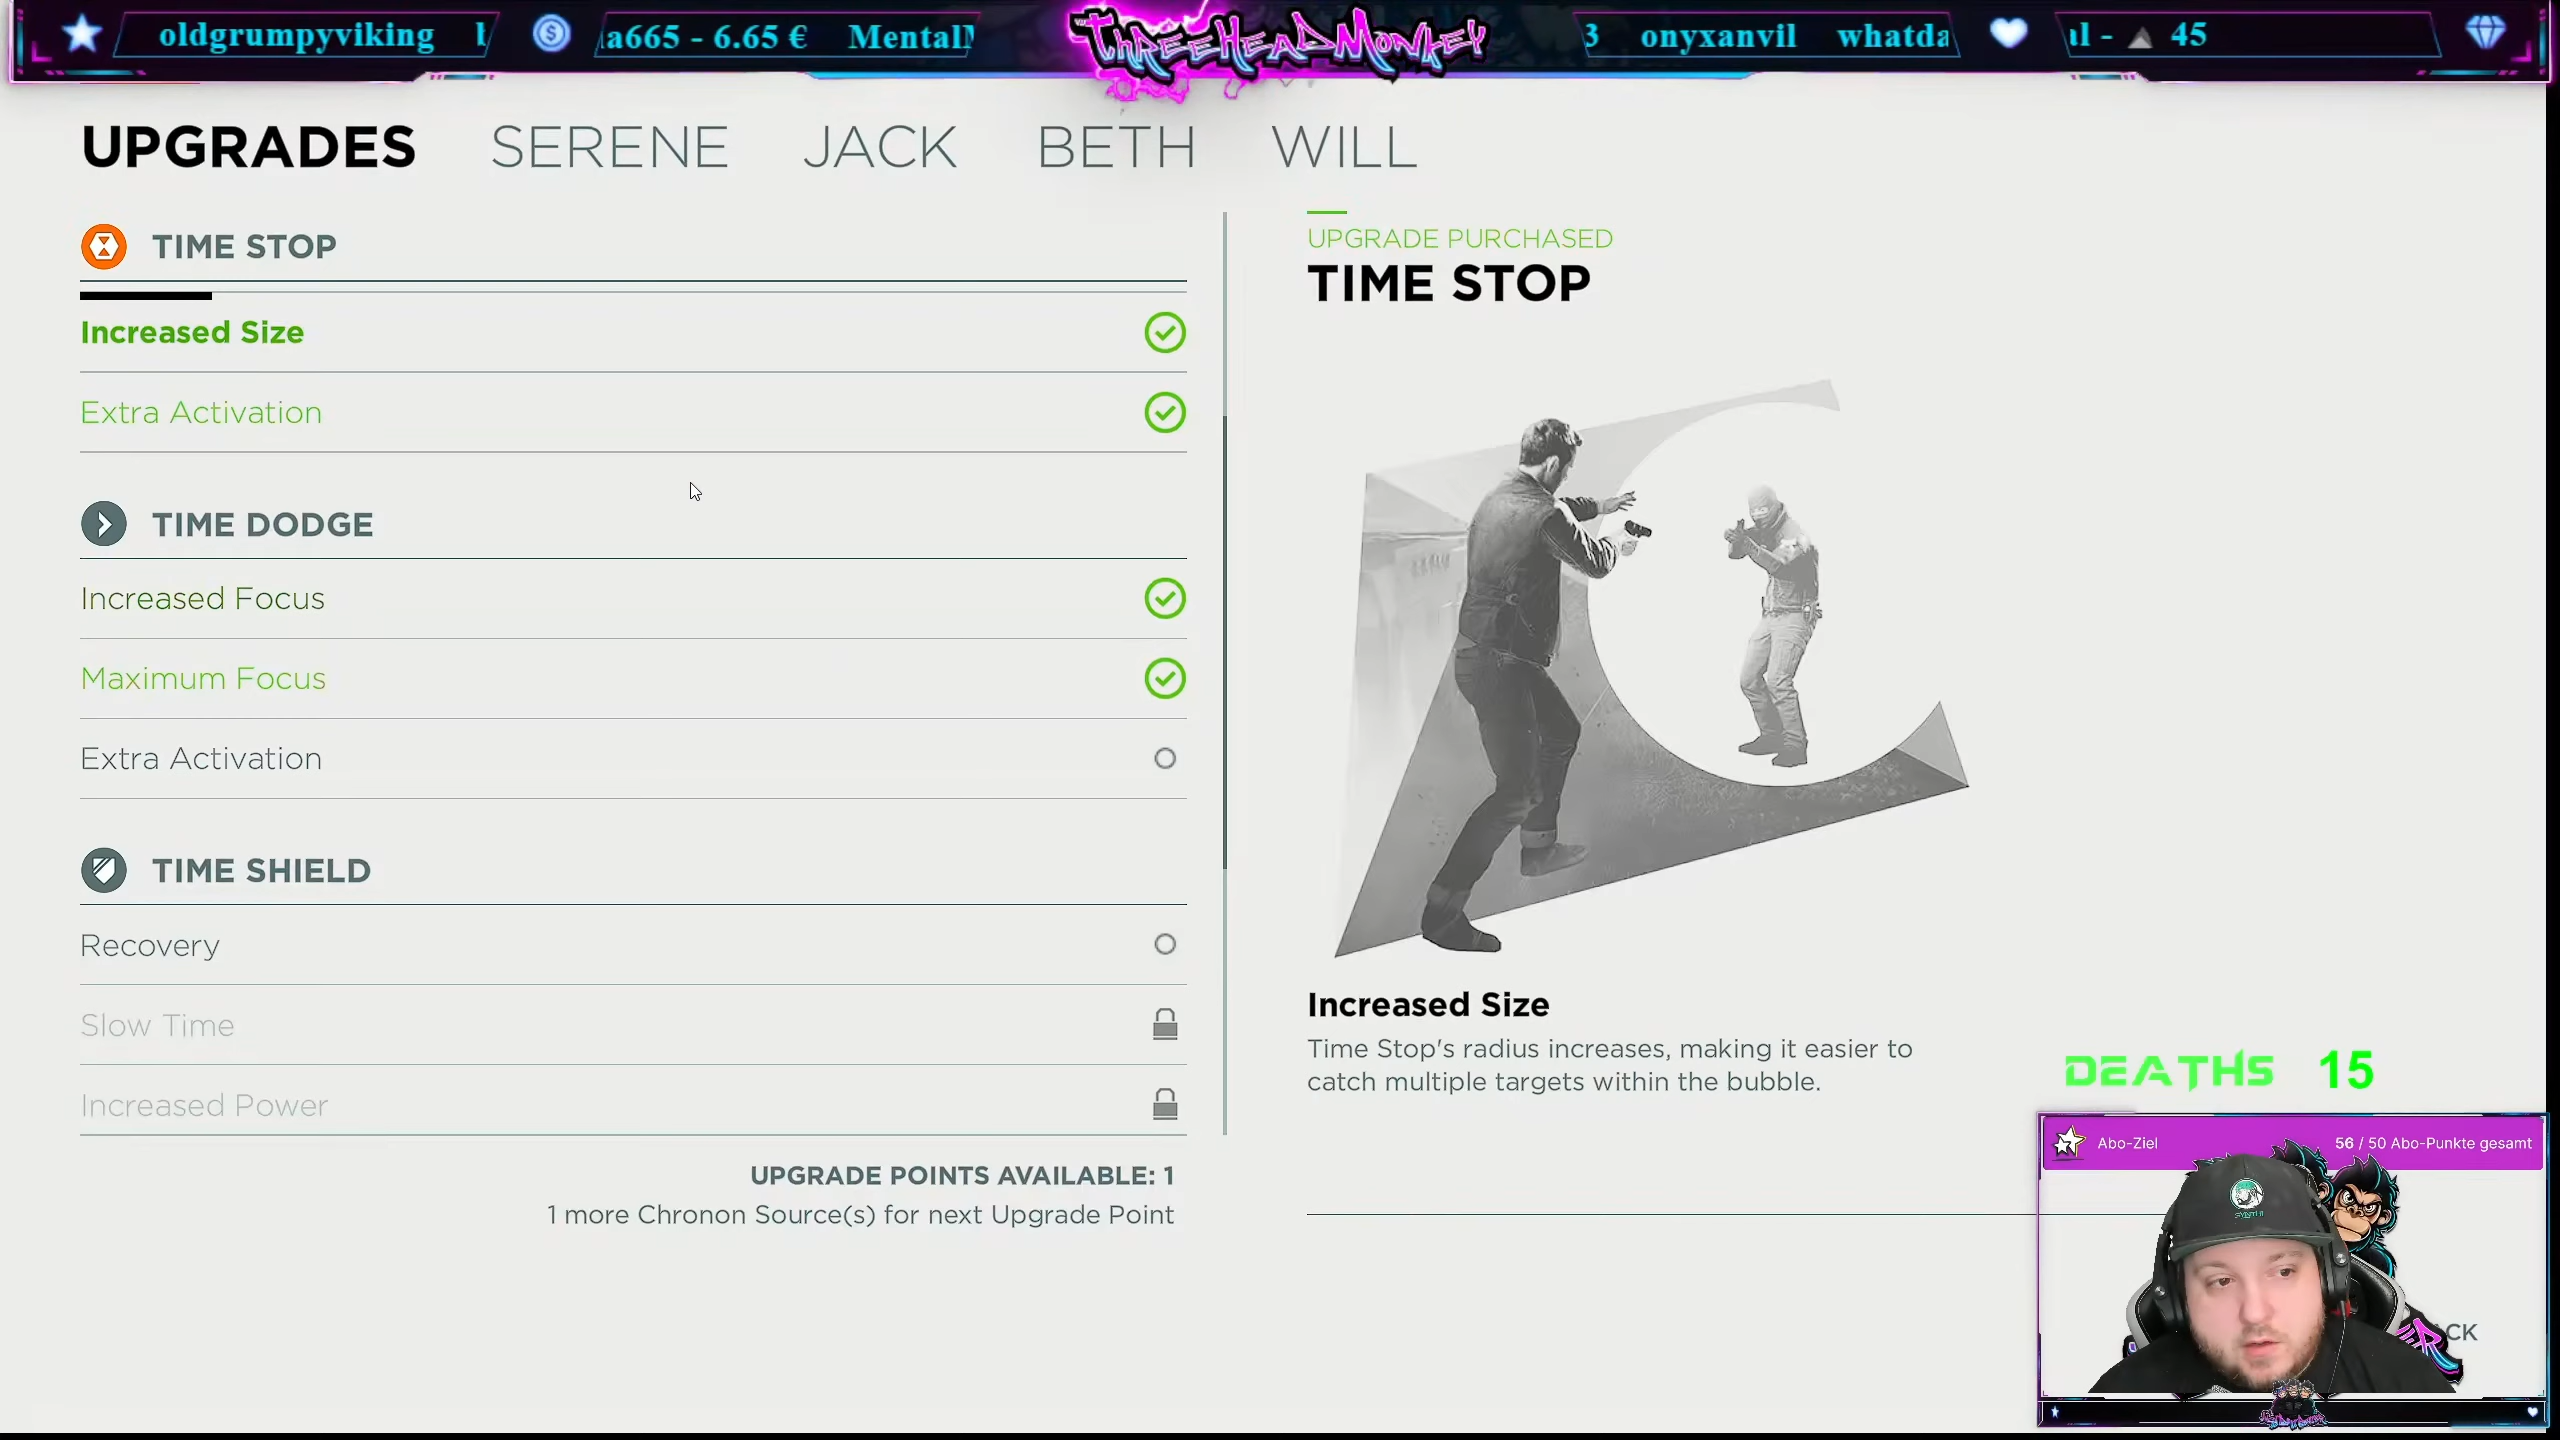 oldgrumpyviking
a665 - 6.65 €
THREEHEADMONKEY
3 onyxanvil
- 45
UPGRADES SERENE JACK BETH WILL
TIME STOP
Increased Size
Extra Activation
TIME DODGE
Increased Focus
Maximum Focus
Extra Activation
TIME SHIELD
Recovery
Slow Time
Increased Power
UPGRADE POINTS AVAILABLE: 1
1 more Chronon Source(s) for next Upgrade Point
UPGRADE PURCHASED
TIME STOP
Increased Size
Time Stop's radius increases, making it easier to
catch multiple targets within the bubble.
DEATHS 15
Abo-Ziel 56 / 50 Abo-Punkte gesamt
CK